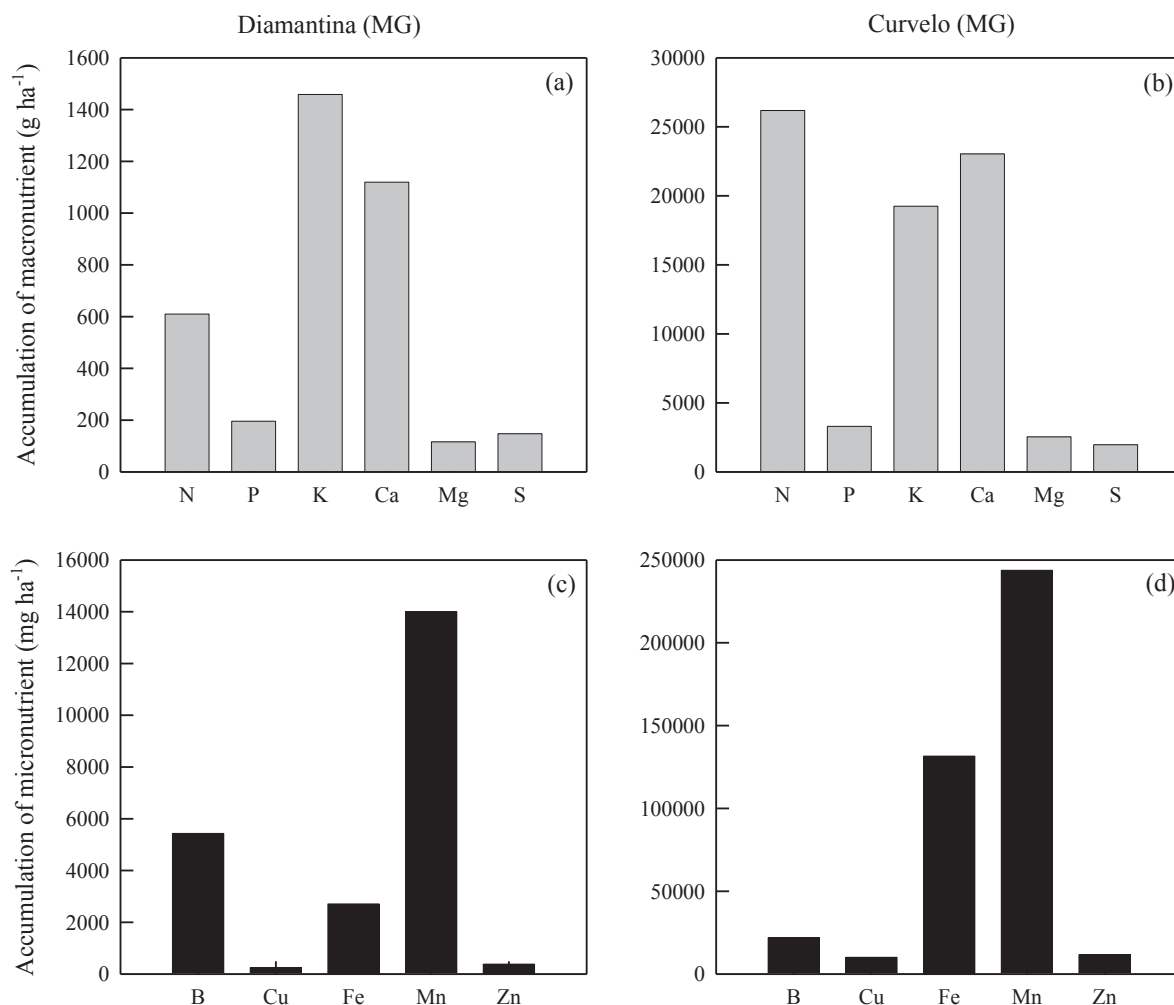 Diamantina (MG)
Curvelo (MG)
Accumulation of macronutrient (g ha⁻¹)
1600
1400
1200
1000
800
600
400
200
0
(a)
N P K Ca Mg S
30000
25000
20000
15000
10000
5000
0
(b)
N P K Ca Mg S
Accumulation of micronutrient (mg ha⁻¹)
16000
14000
12000
10000
8000
6000
4000
2000
0
(c)
B Cu Fe Mn Zn
250000
200000
150000
100000
50000
0
(d)
B Cu Fe Mn Zn